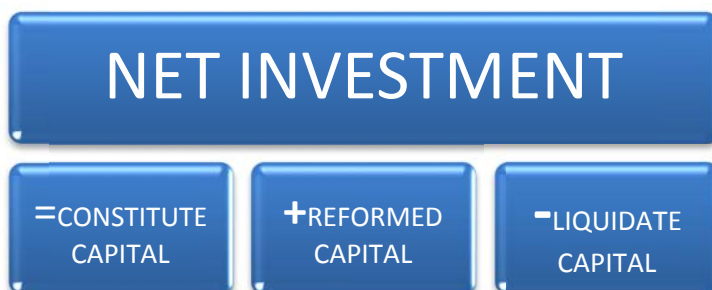 NET INVESTMENT
=CONSTITUTE
CAPITAL
+REFORMED
CAPITAL
-LIQUIDATE
CAPITAL